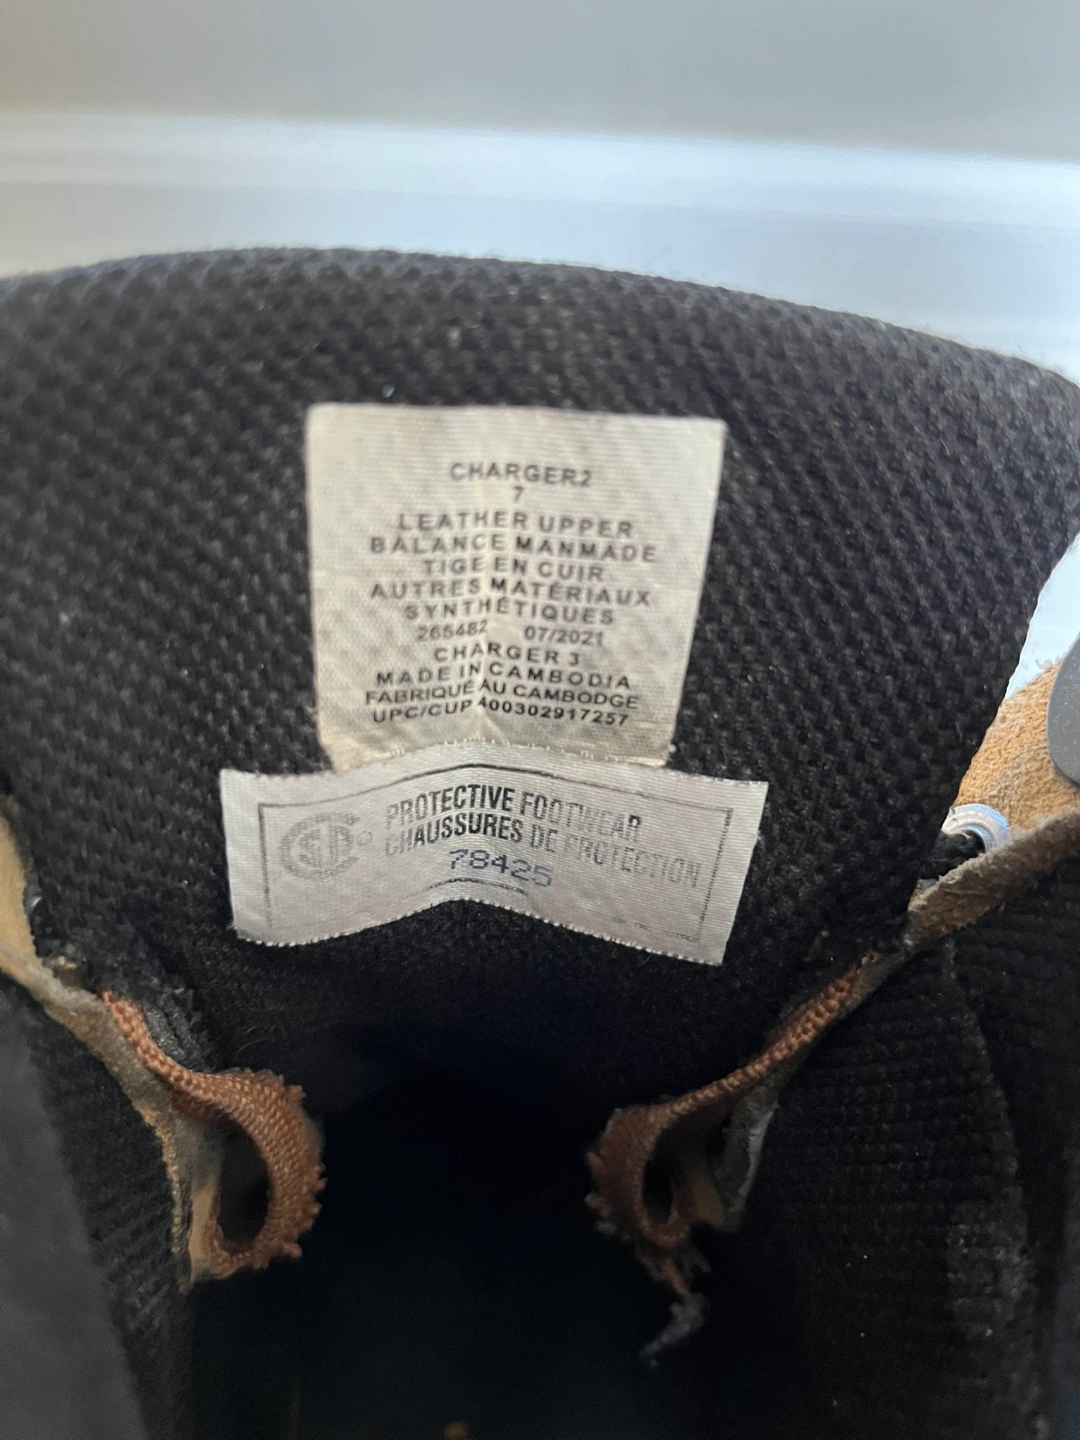 CHARGER2
7
LEATHER UPPER
BALANCE MANMADE
TIGE EN CUIR
AUTRES MATÉRIAUX
SYNTHÉTIQUES
265482 07/2021
CHARGER 3
MADE IN CAMBODIA
FABRIQUÉ AU CAMBODGE
UPC/CUP 400302917257
CSA
PROTECTIVE FOOTWEAR
CHAUSSURES DE PROTECTION
78425